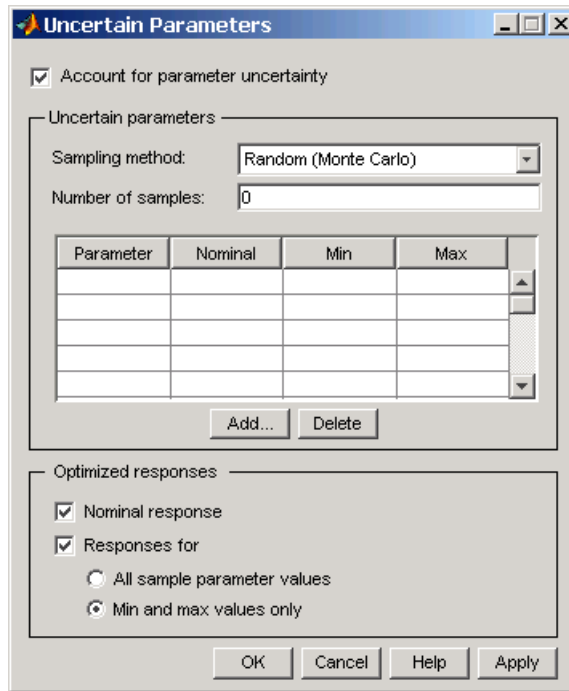 Uncertain Parameters
Account for parameter uncertainty
Uncertain parameters
Sampling method: Random (Monte Carlo)
Number of samples: 0
Parameter Nominal Min Max
Add... Delete
Optimized responses
Nominal response
Responses for
All sample parameter values
Min and max values only
OK Cancel Help Apply